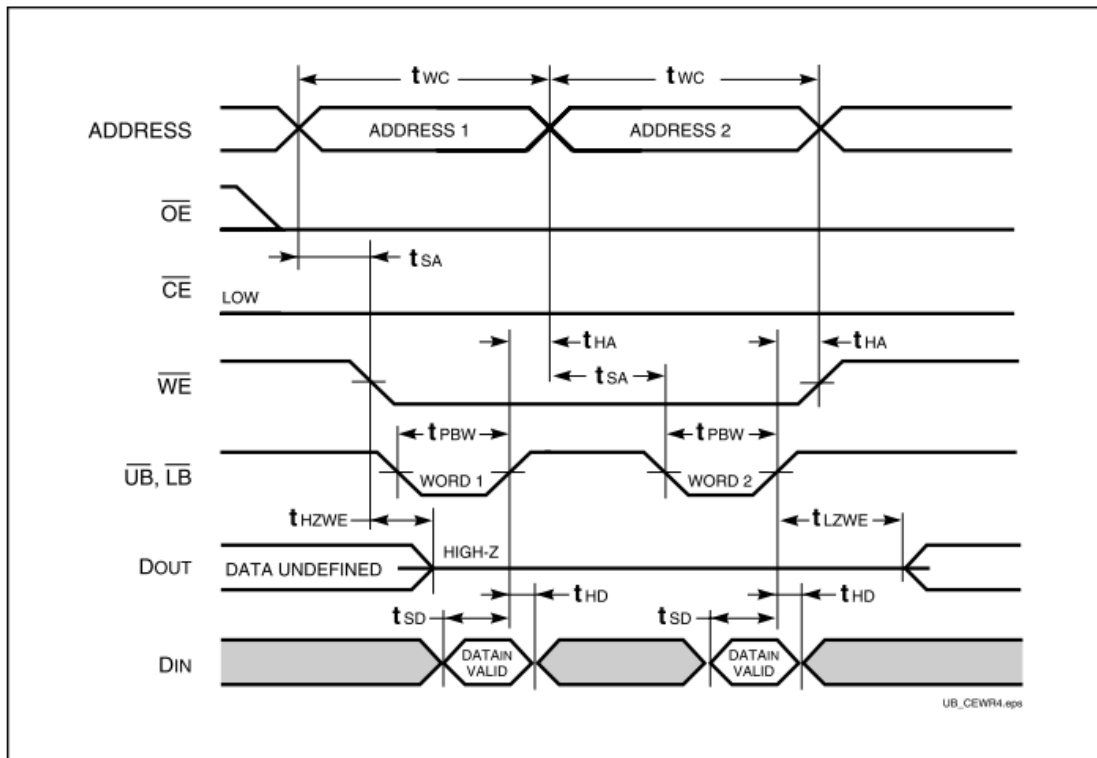 tWC tWC
ADDRESS ADDRESS 1 ADDRESS 2
OE
tSA
CE LOW
tHA tHA
WE tSA
tPBW tPBW
UB, LB WORD 1 WORD 2
tHZWE tLZWE
DOUT DATA UNDEFINED HIGH-Z
tHD tHD
tSD tSD
DIN DATAIN VALID DATAIN VALID
UB_CEWR4.eps